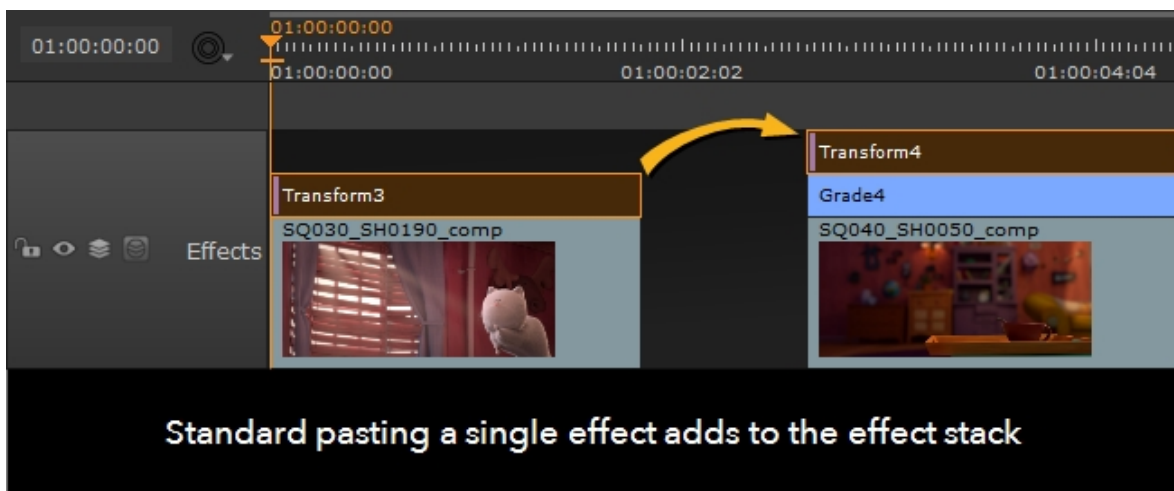 01:00:00:00
01:00:00:00
01:00:00:00
01:00:02:02
01:00:04:04
Transform4
Transform3
Grade4
SQ030_SH0190_comp
SQ040_SH0050_comp
Effects
Standard pasting a single effect adds to the effect stack